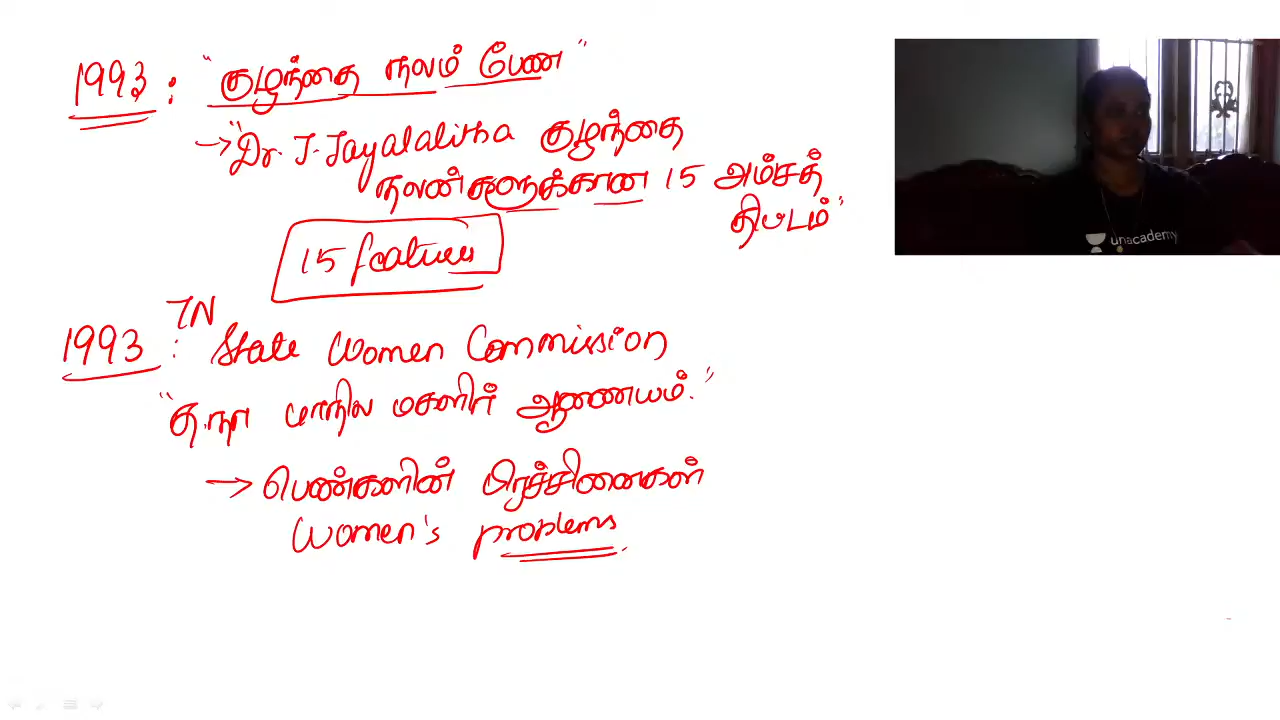 1993 : "குழந்தை நலம் பேண"
→ "Dr. J. Jayalalitha குழந்தை
நலன்களுக்கான 15 அம்சத்
திட்டம்"
15 features
1993 : TN State Women Commission
"த.நா மாநில மகளிர் ஆணையம்."
→ பெண்களின் பிரச்சினைகள்
Women's problems
unacademy